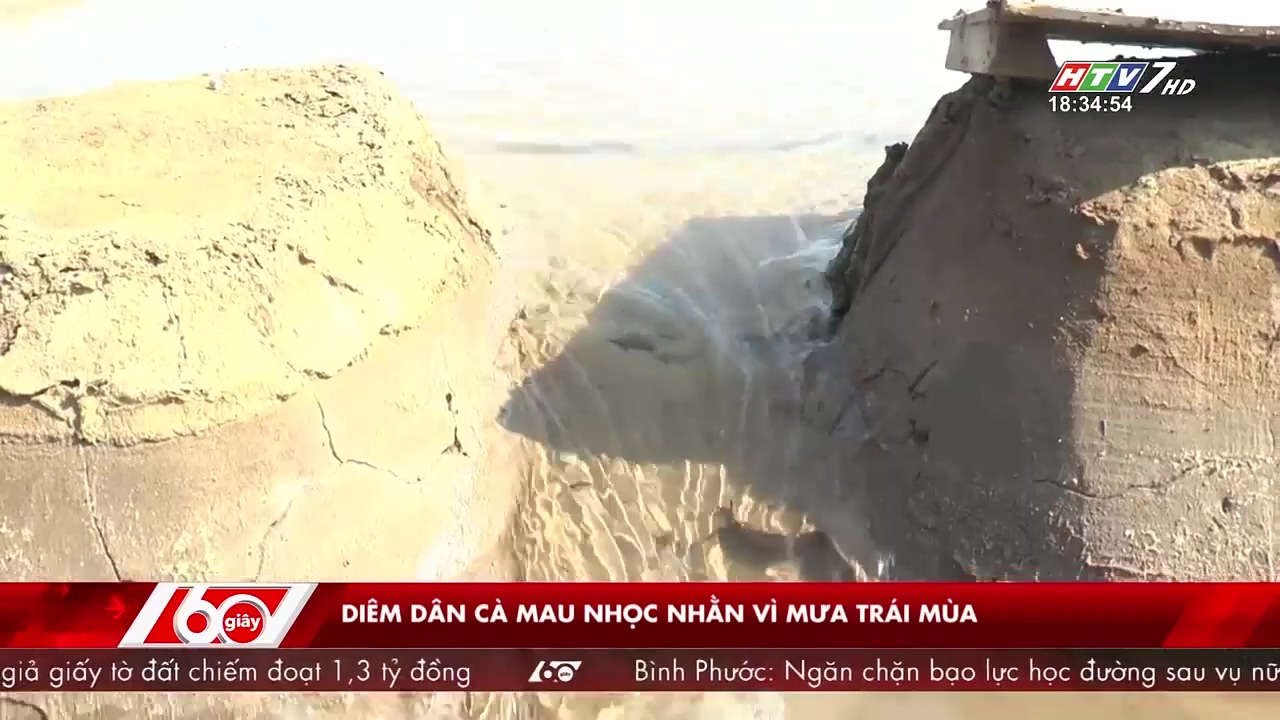 HTV7 HD
18:34:54
60 giây
DIÊM DÂN CÀ MAU NHỌC NHẰN VÌ MƯA TRÁI MÙA
giả giấy tờ đất chiếm đoạt 1,3 tỷ đồng
60 giây
Bình Phước: Ngăn chặn bạo lực học đường sau vụ nữ